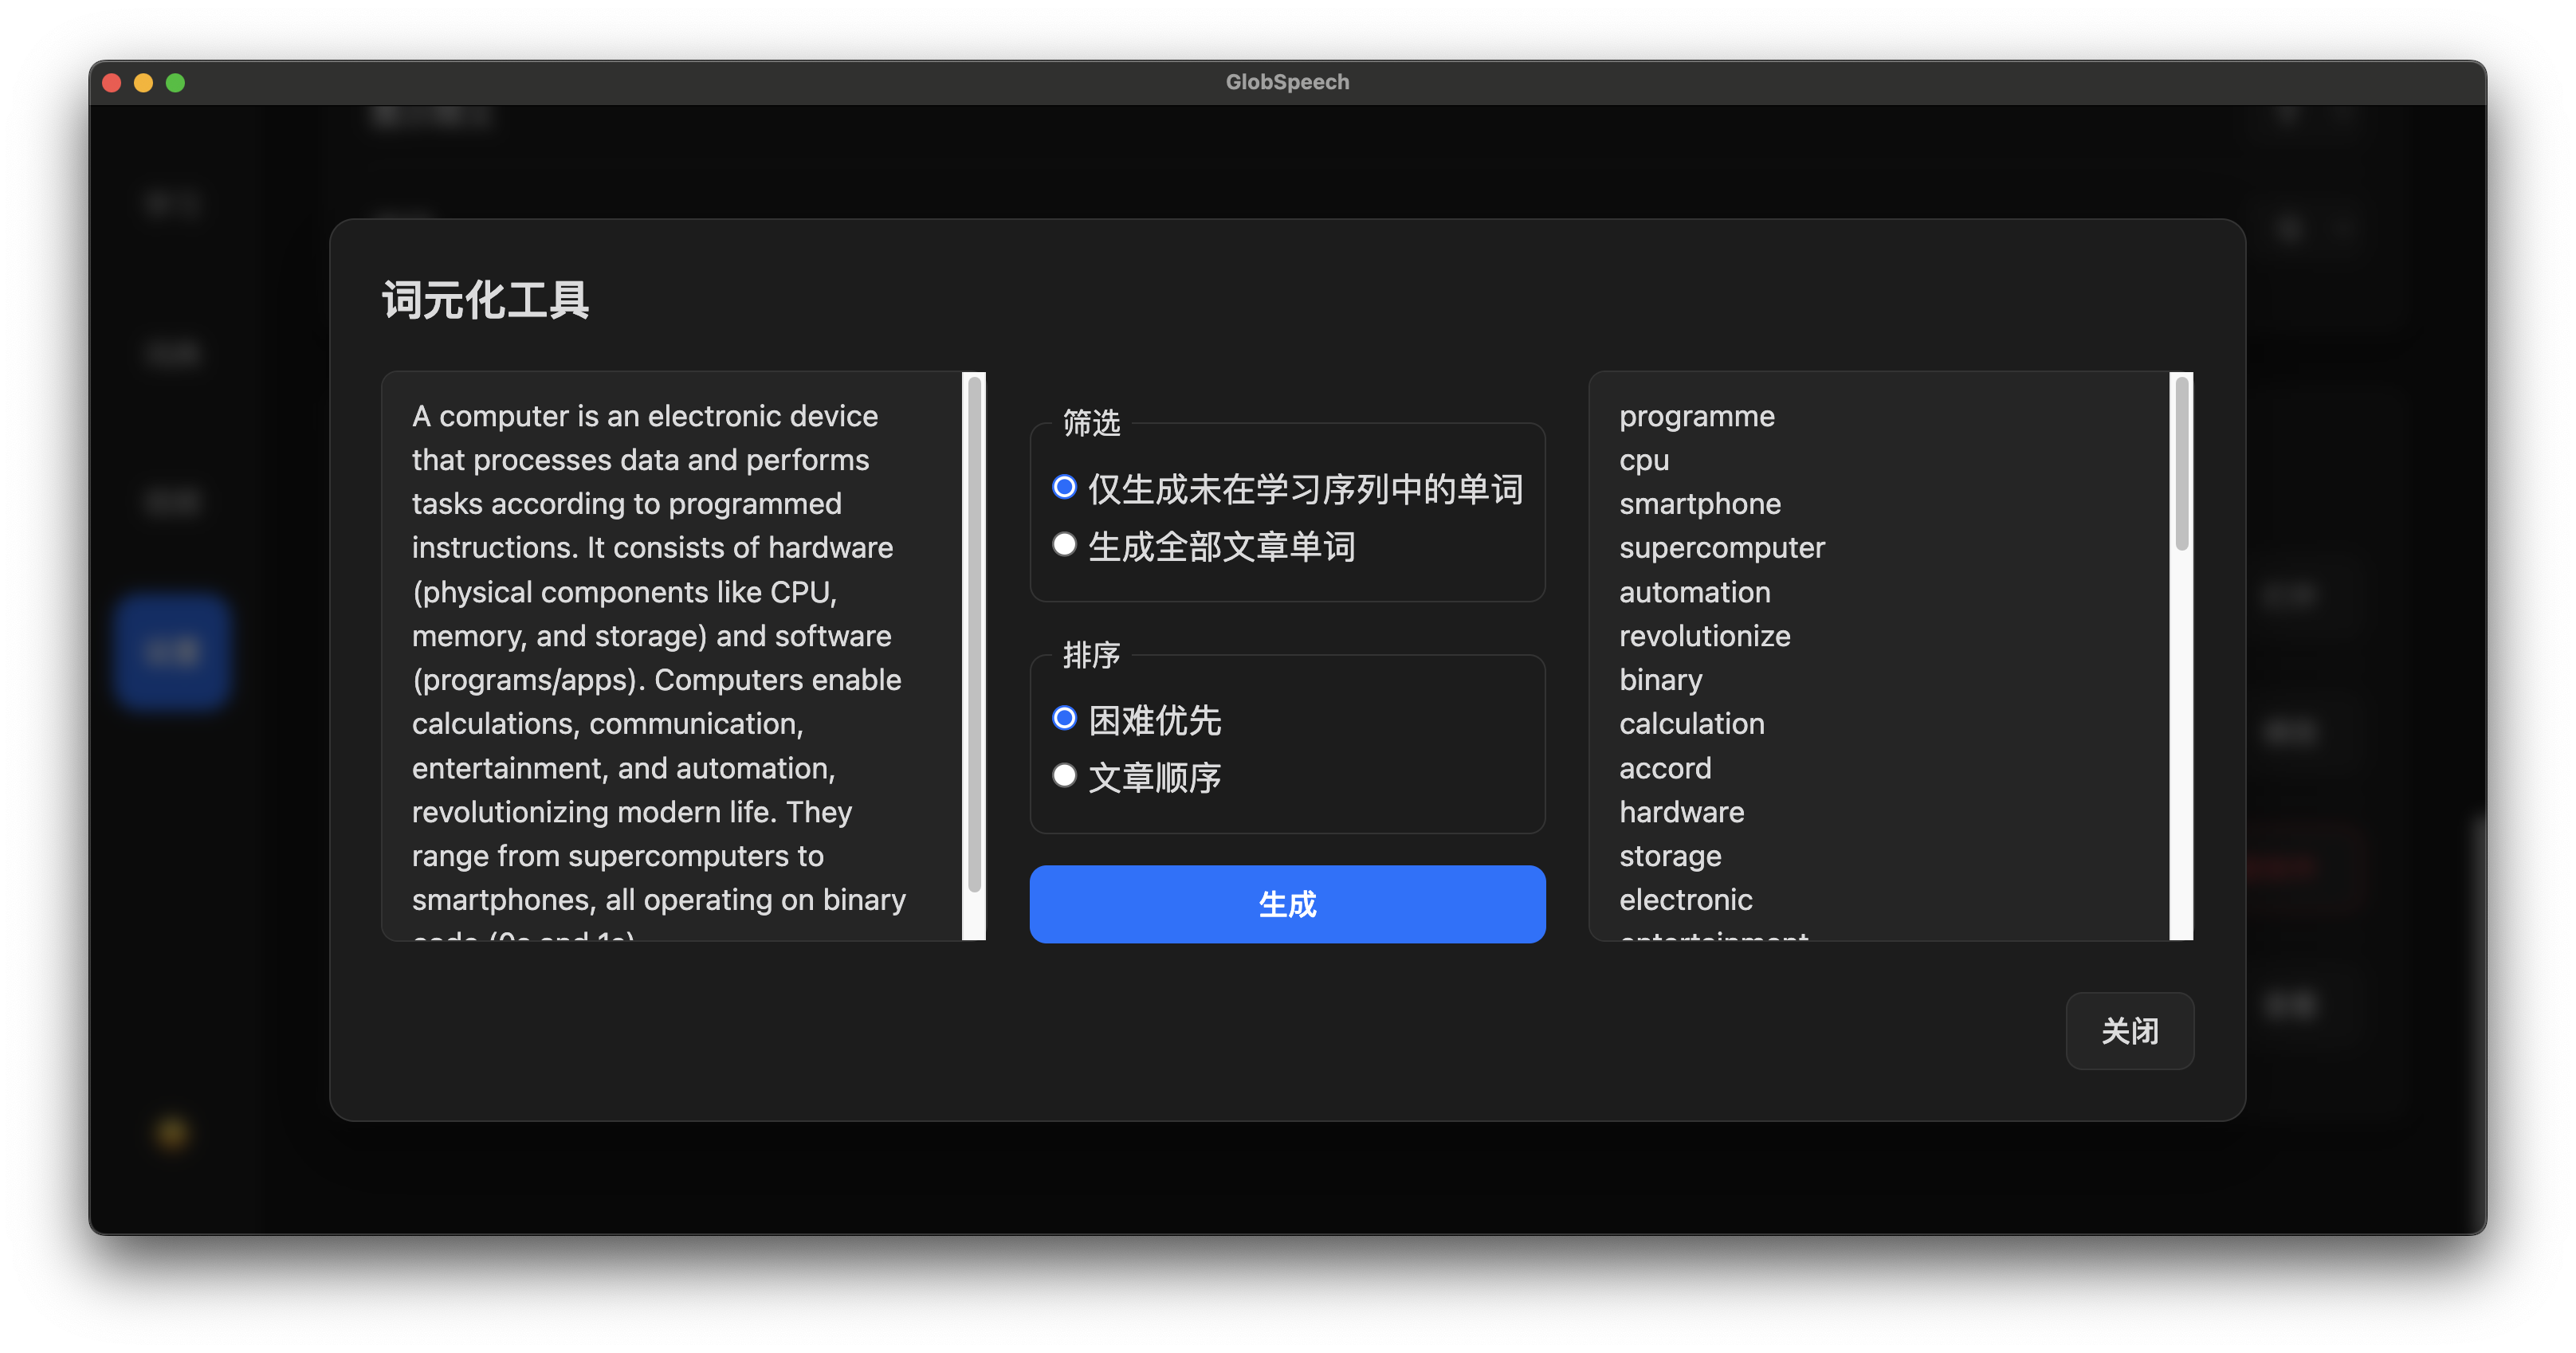 GlobSpeech
词元化工具
A computer is an electronic device
that processes data and performs
tasks according to programmed
instructions. It consists of hardware
(physical components like CPU,
memory, and storage) and software
(programs/apps). Computers enable
calculations, communication,
entertainment, and automation,
revolutionizing modern life. They
range from supercomputers to
smartphones, all operating on binary
code (0s and 1s)
筛选
仅生成未在学习序列中的单词
生成全部文章单词
排序
困难优先
文章顺序
生成
programme
cpu
smartphone
supercomputer
automation
revolutionize
binary
calculation
accord
hardware
storage
electronic
entertainment
关闭